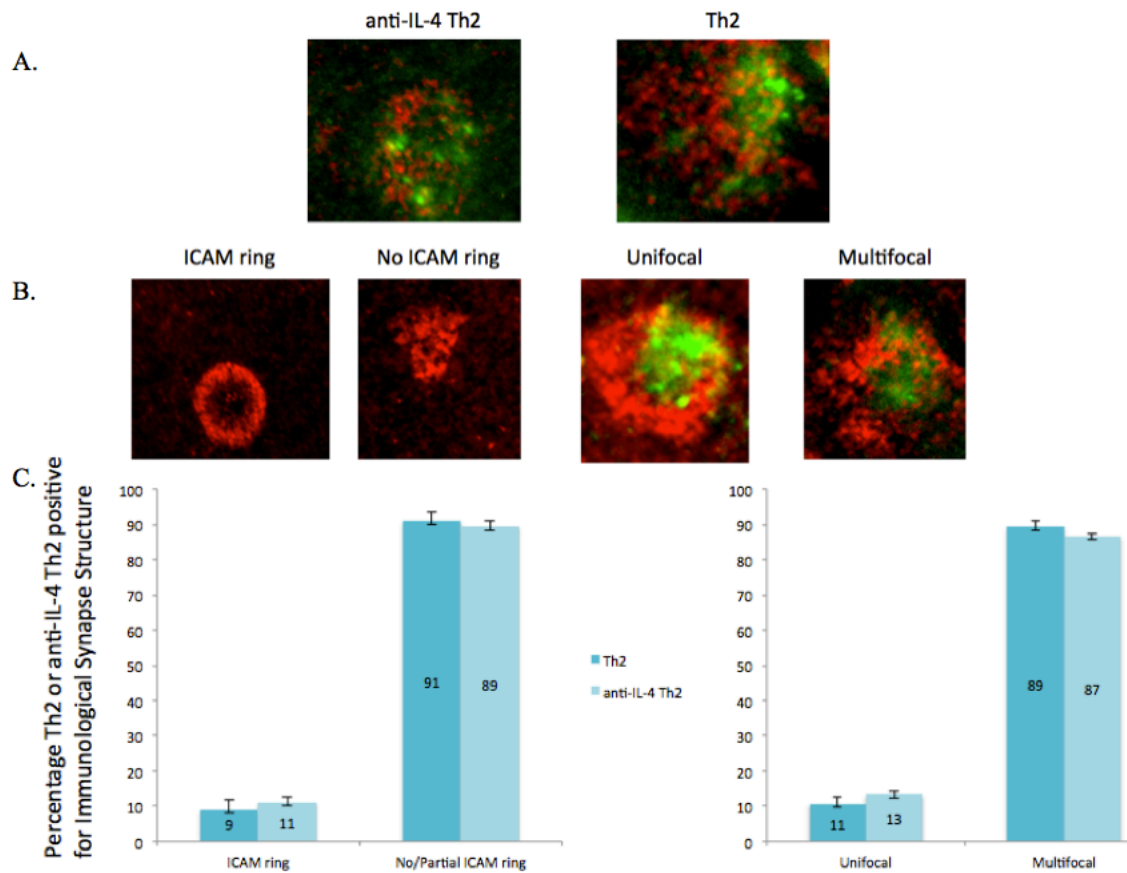 anti-IL-4 Th2
Th2
A.
ICAM ring
No ICAM ring
Unifocal
Multifocal
B.
C.
Percentage Th2 or anti-IL-4 Th2 positive
for Immunological Synapse Structure
100
90
80
70
60
50
40
30
20
10
0
9
11
91
89
ICAM ring
No/Partial ICAM ring
Th2
anti-IL-4 Th2
100
90
80
70
60
50
40
30
20
10
0
11
13
89
87
Unifocal
Multifocal